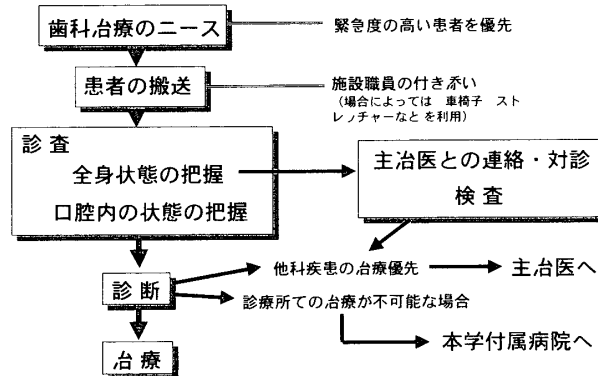 歯科治療のニース
緊急度の高い患者を優先
患者の搬送
施設職員の付き添い
（場合によっては　車椅子　スト
レッチャーなと を利用）
診 査
全身状態の把握
口腔内の状態の把握
主治医との連絡・対診
検 査
他科疾患の治療優先
主治医へ
診 断
診療所ての治療が不可能な場合
本学付属病院へ
治 療